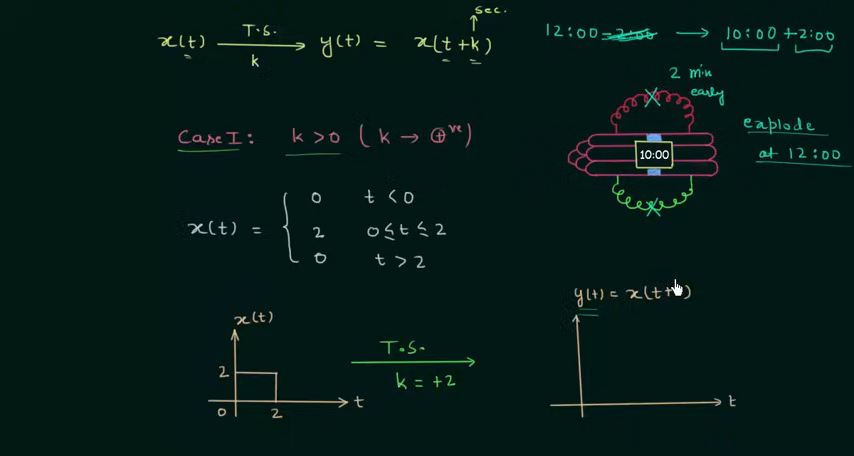 sec.
x(t) T.S. k y(t) = x(t+k)
12:00 - 2:00 → 10:00 + 2:00
2 min
early
Case I: k > 0 (k → ⊕ve)
10:00
explode
at 12:00
x(t) = { 0 t < 0
2 0 ≤ t ≤ 2
0 t > 2
y(t) = x(t+ )
x(t)
2
0 2 t
T.S.
k = +2
t